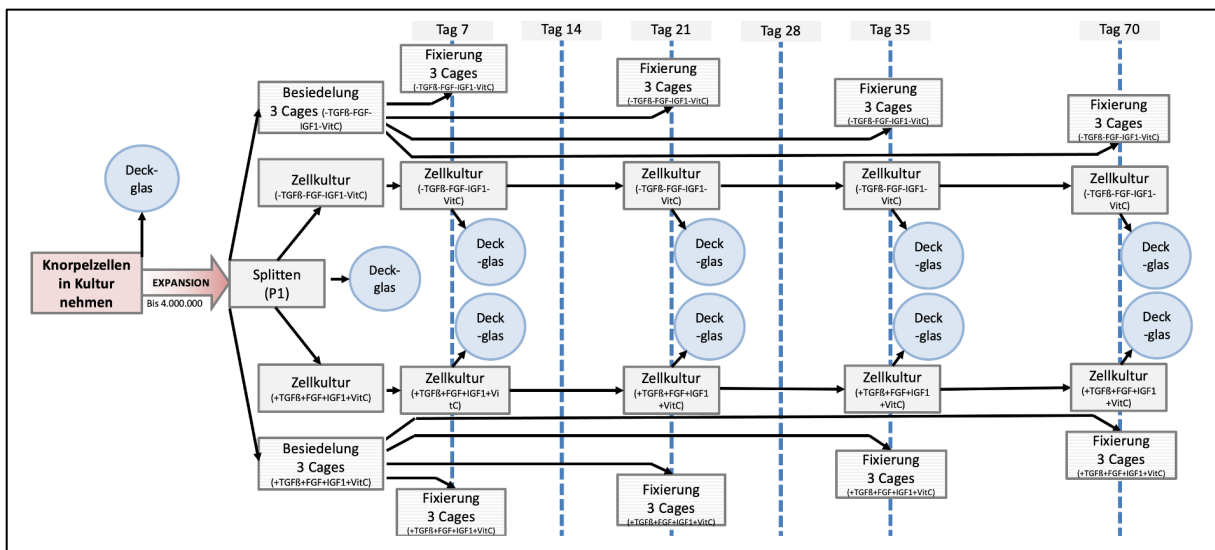 Tag 7
Tag 14
Tag 21
Tag 28
Tag 35
Tag 70
Fixierung
3 Cages
(-TGFß-FGF-IGF1-VitC)
Fixierung
3 Cages
(-TGFß-FGF-IGF1-VitC)
Fixierung
3 Cages
(-TGFß-FGF-IGF1-VitC)
Fixierung
3 Cages
(-TGFß-FGF-IGF1-VitC)
Besiedelung
3 Cages (-TGFß-FGF-
IGF1-VitC)
Deck-
glas
Zellkultur
(-TGFß-FGF-IGF1-VitC)
Zellkultur
(-TGFß-FGF-IGF1-
VitC)
Zellkultur
(-TGFß-FGF-IGF1-
VitC)
Zellkultur
(-TGFß-FGF-IGF1-
VitC)
Zellkultur
(-TGFß-FGF-IGF1-
VitC)
Deck
-glas
Deck
-glas
Deck
-glas
Deck
-glas
Knorpelzellen
in Kultur
nehmen
EXPANSION
Bis 4.000.000
Splitten
(P1)
Deck-
glas
Deck
-glas
Deck
-glas
Deck
-glas
Deck
-glas
Zellkultur
(+TGFß+FGF+IGF1+VitC)
Zellkultur
(+TGFß+FGF+IGF1+Vi
tC)
Zellkultur
(+TGFß+FGF+IGF1
+VitC)
Zellkultur
(+TGFß+FGF+IGF1
+VitC)
Zellkultur
(+TGFß+FGF+IGF1
+VitC)
Besiedelung
3 Cages
(+TGFß+FGF+IGF1+VitC)
Fixierung
3 Cages
(+TGFß+FGF+IGF1+VitC)
Fixierung
3 Cages
(+TGFß+FGF+IGF1+VitC)
Fixierung
3 Cages
(+TGFß+FGF+IGF1+VitC)
Fixierung
3 Cages
(+TGFß+FGF+IGF1+VitC)